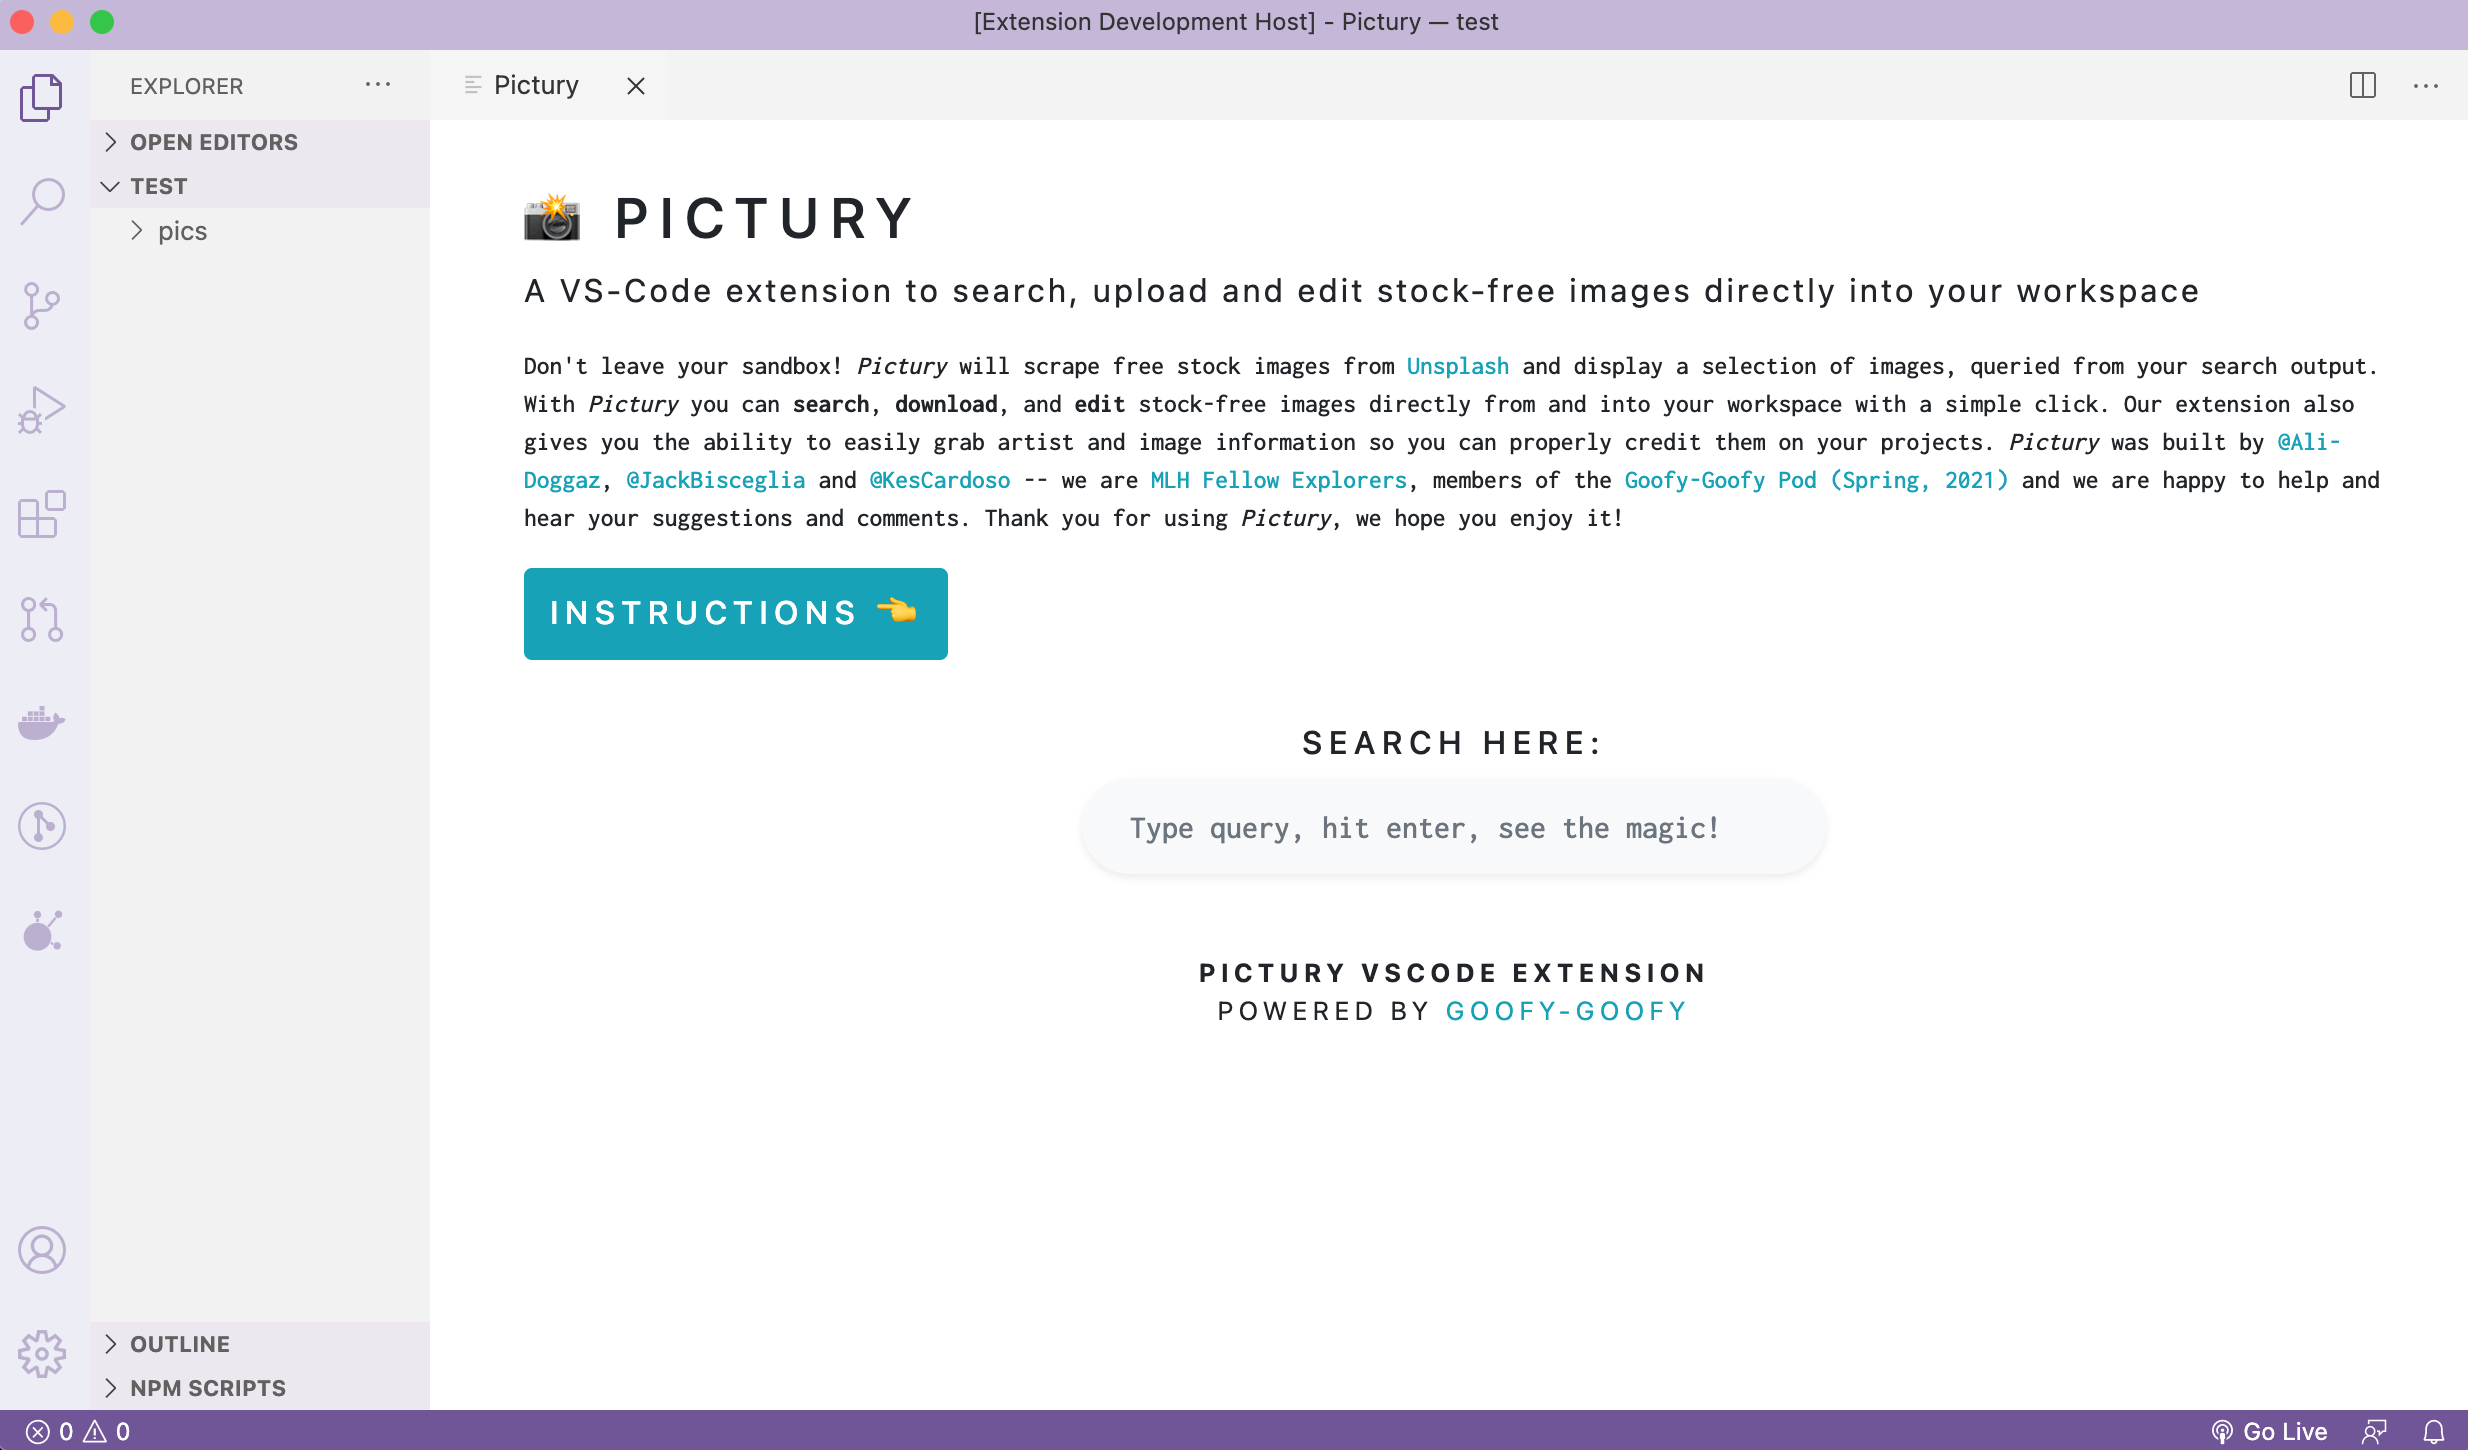 [Extension Development Host] - Pictury — test
EXPLORER
Pictury
OPEN EDITORS
TEST
pics
PICTURY
A VS-Code extension to search, upload and edit stock-free images directly into your workspace
Don't leave your sandbox! Pictury will scrape free stock images from Unsplash and display a selection of images, queried from your search output.
With Pictury you can search, download, and edit stock-free images directly from and into your workspace with a simple click. Our extension also
gives you the ability to easily grab artist and image information so you can properly credit them on your projects. Pictury was built by @Ali-
Doggaz, @JackBisceglia and @KesCardoso -- we are MLH Fellow Explorers, members of the Goofy-Goofy Pod (Spring, 2021) and we are happy to help and
hear your suggestions and comments. Thank you for using Pictury, we hope you enjoy it!
INSTRUCTIONS 👈
SEARCH HERE:
Type query, hit enter, see the magic!
PICTURY VSCODE EXTENSION
POWERED BY GOOFY-GOOFY
OUTLINE
NPM SCRIPTS
0 0
Go Live